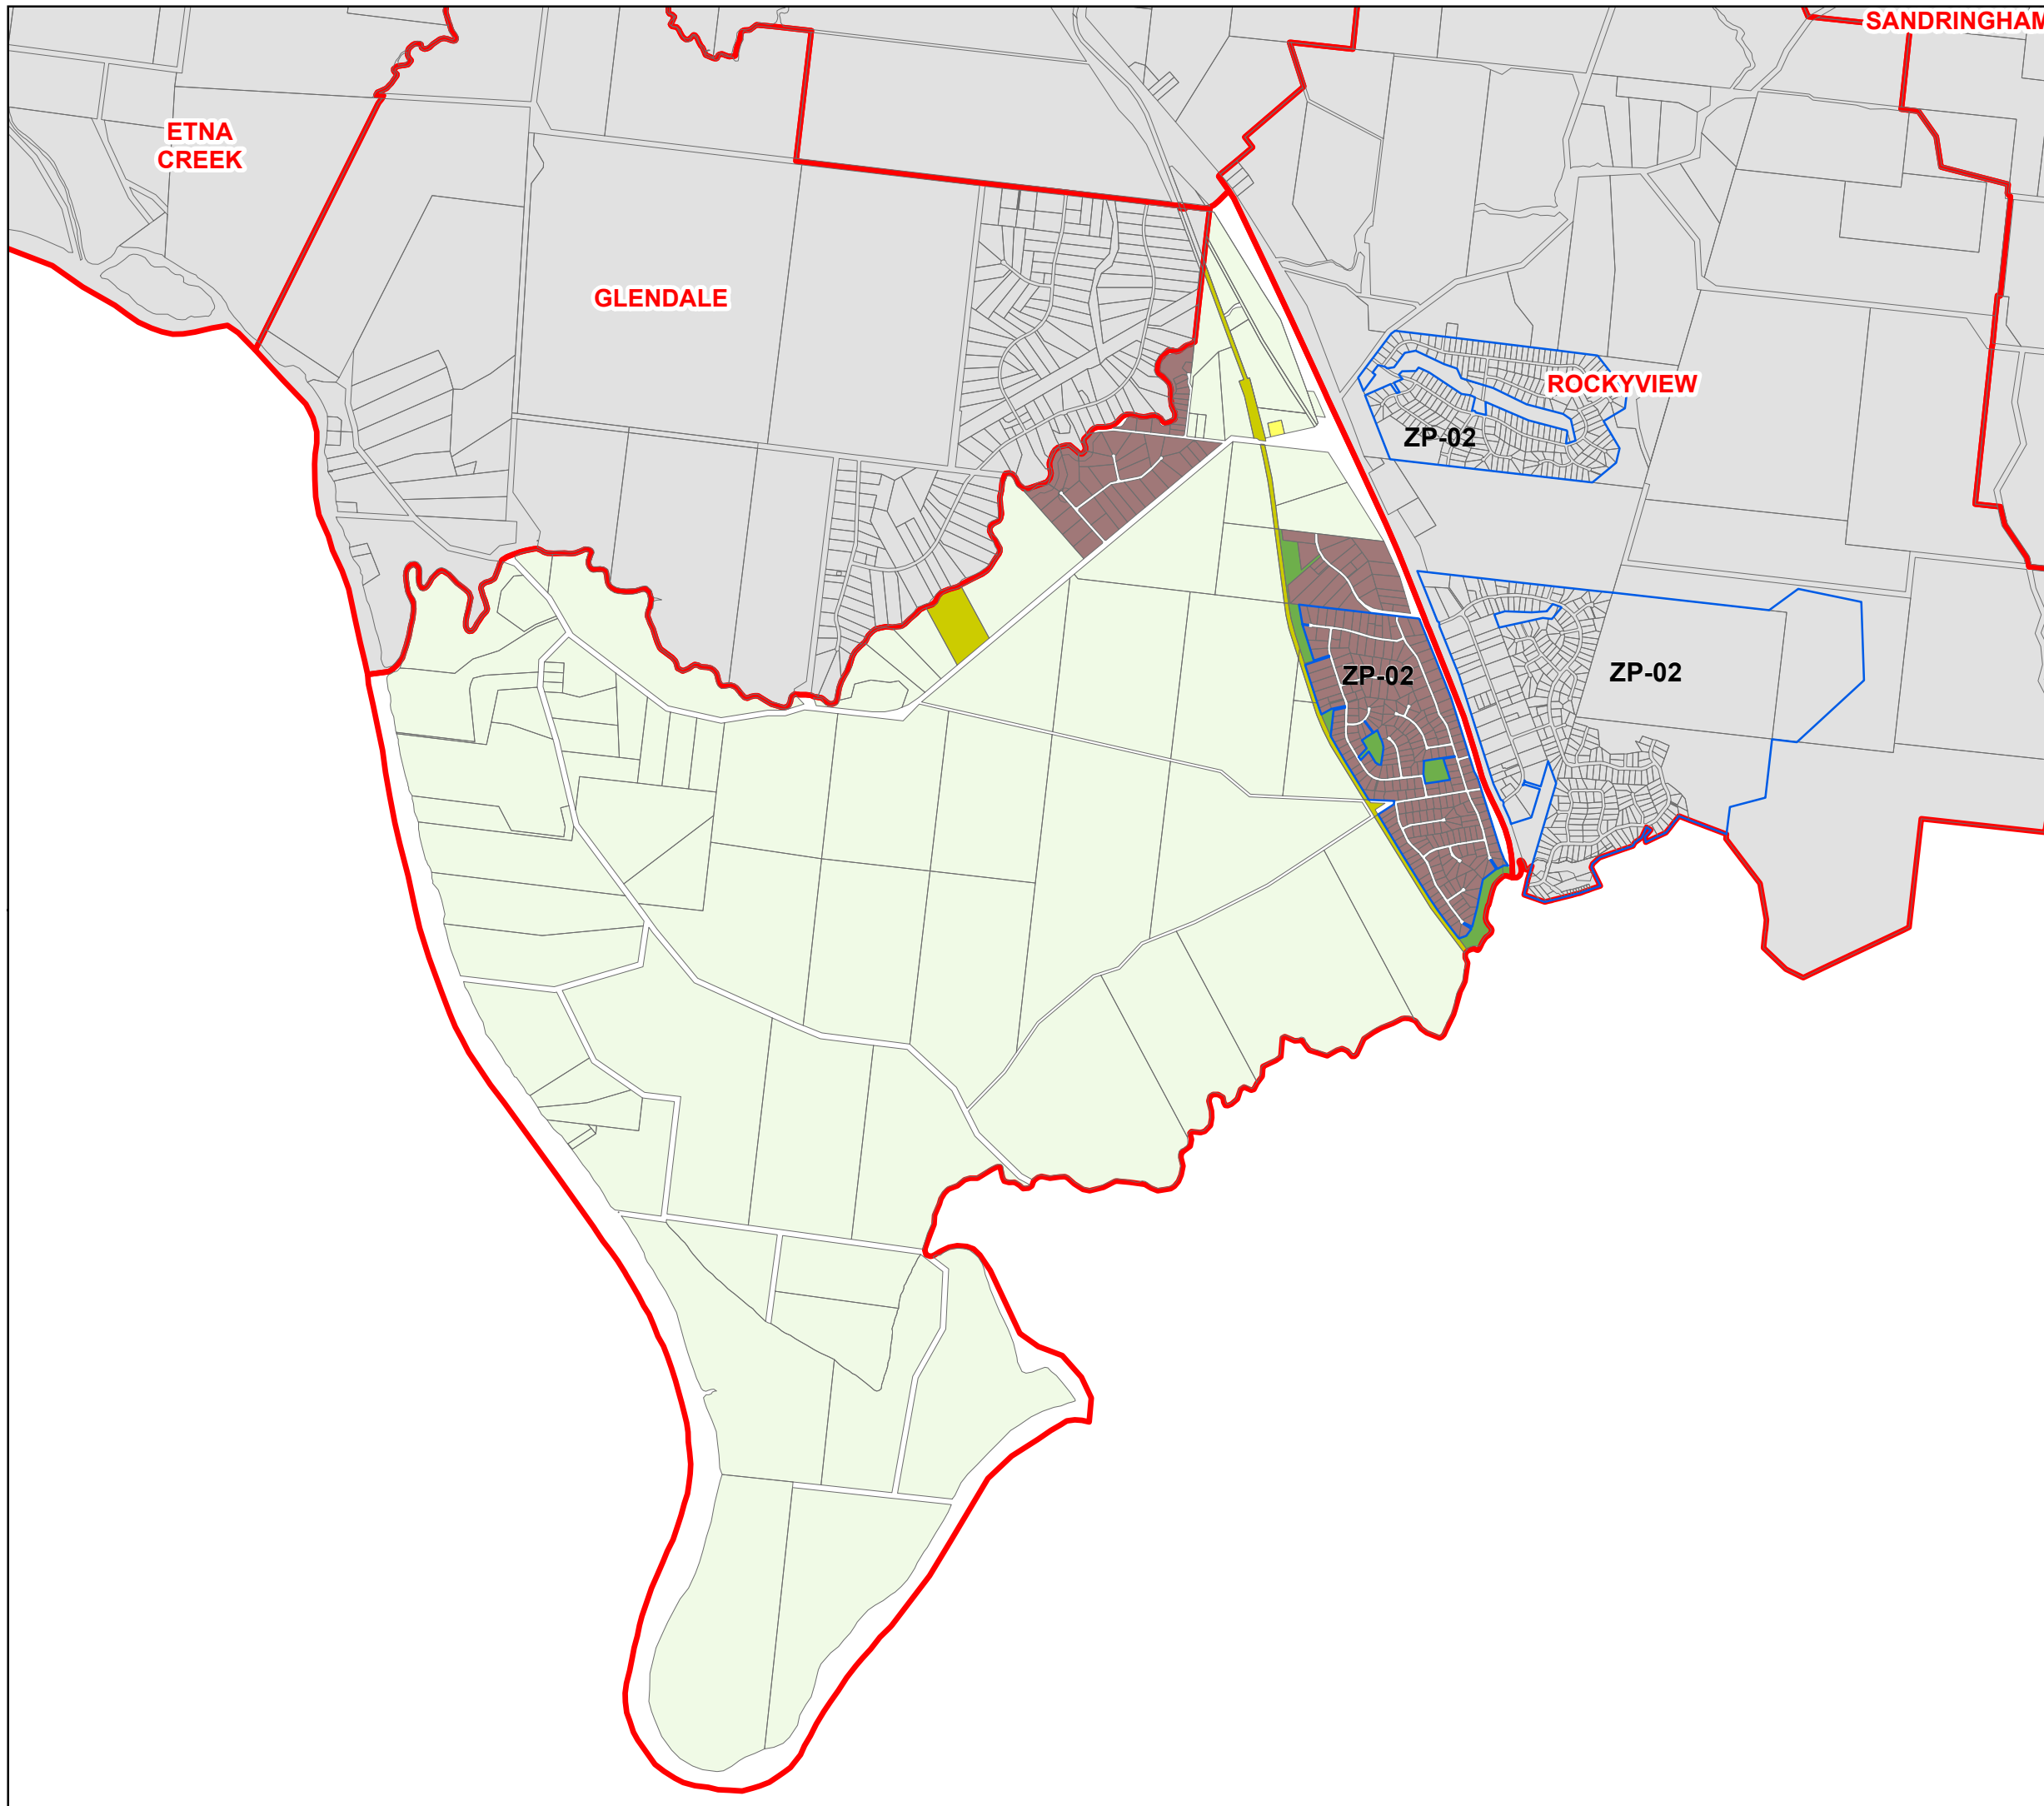 SANDRINGHAM
ETNA
CREEK
GLENDALE
ROCKYVIEW
ZP-02
ZP-02
ZP-02